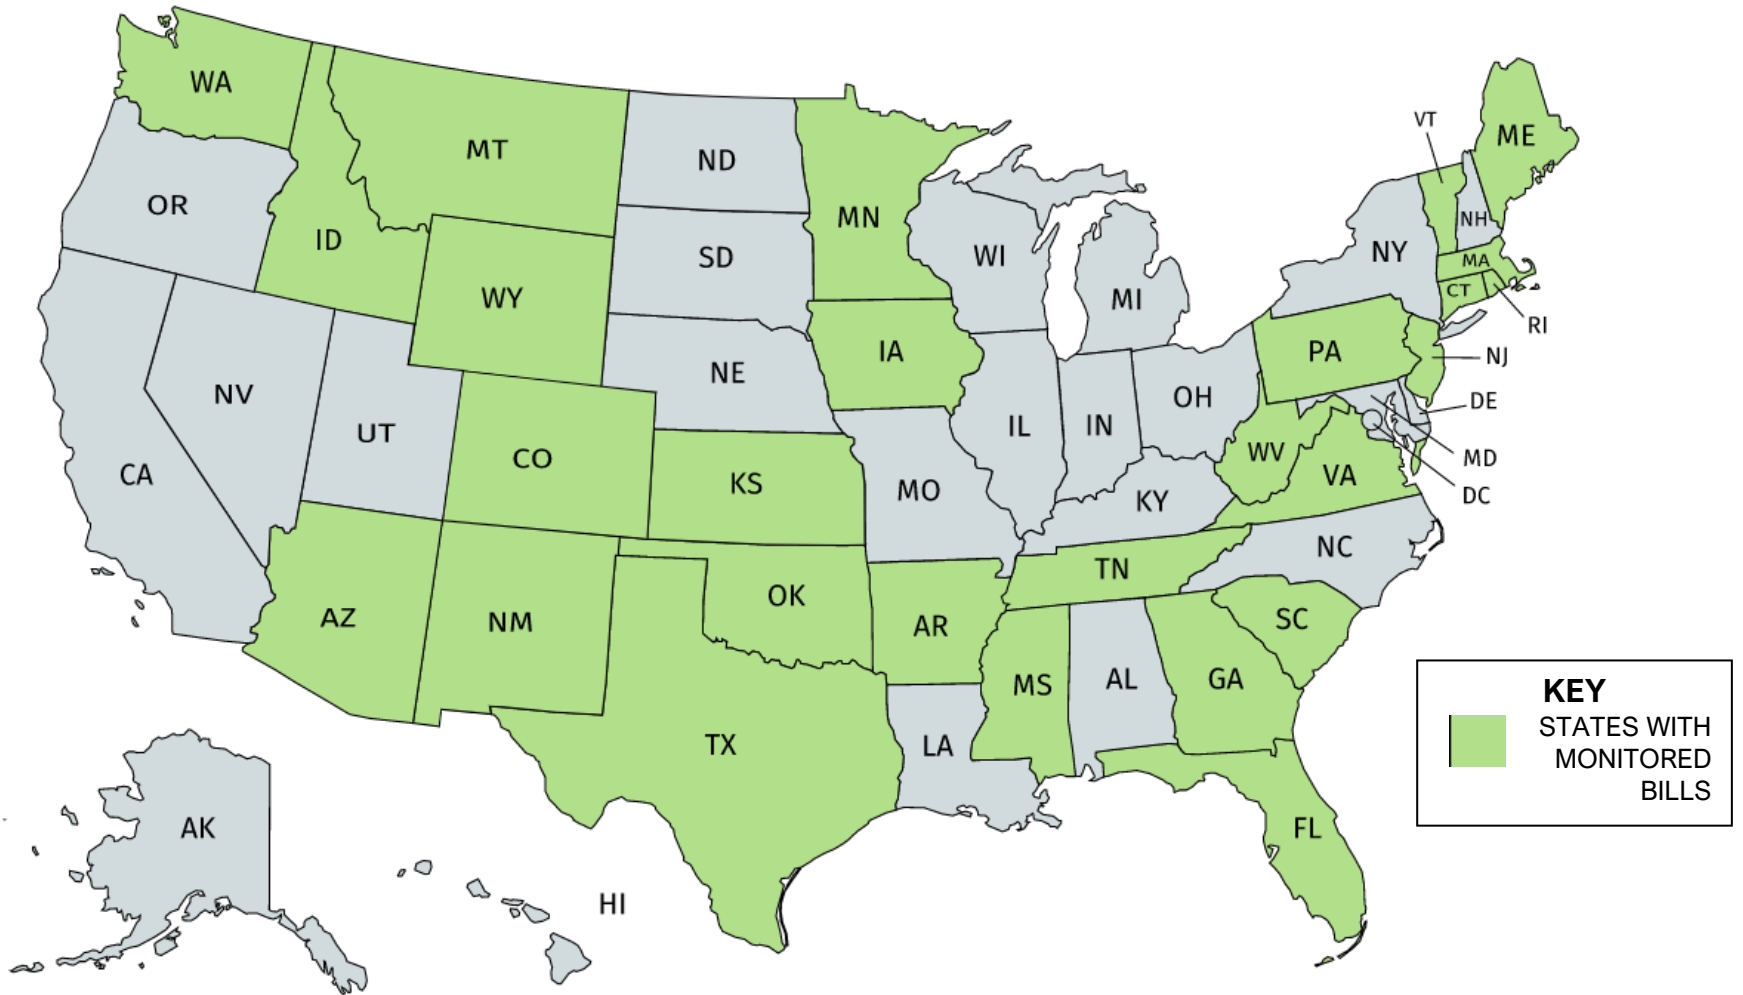 WA
MT
ND
MN
VT
ME
OR
ID
SD
WI
NH
NY
MA
WY
MI
CT
RI
IA
PA
NJ
NE
NV
UT
CO
IL
IN
OH
DE
CA
KS
MO
KY
WV
VA
MD
DC
NC
TN
AZ
NM
OK
AR
SC
MS
AL
GA
TX
LA
FL
AK
HI
KEY
STATES WITH
MONITORED
BILLS